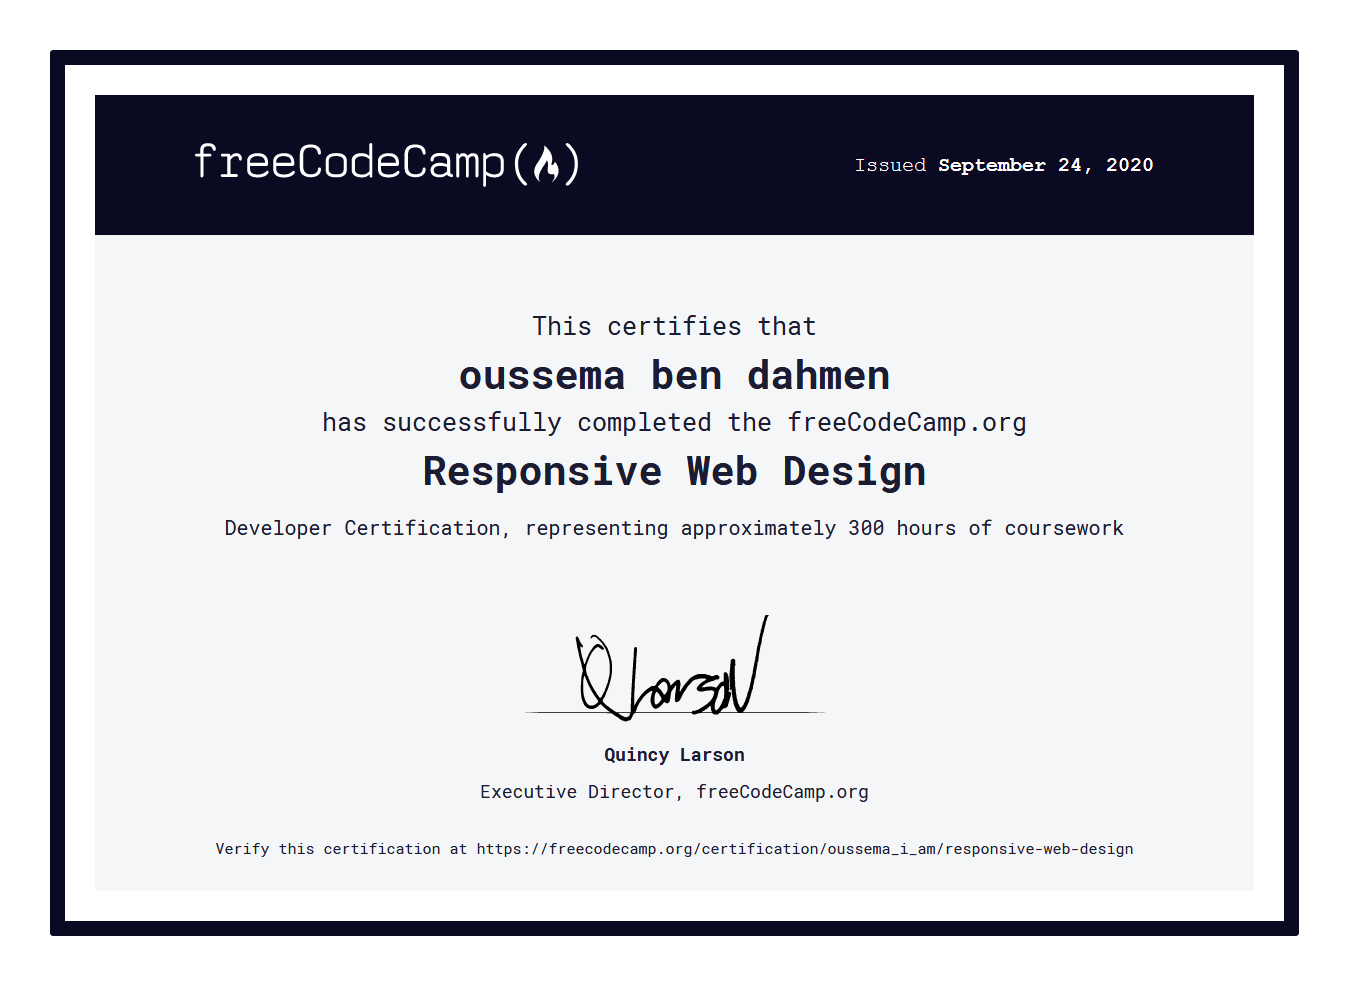 freeCodeCamp
Issued September 24, 2020
This certifies that
oussema ben dahmen
has successfully completed the freeCodeCamp.org
Responsive Web Design
Developer Certification, representing approximately 300 hours of coursework
Q Larson
Quincy Larson
Executive Director, freeCodeCamp.org
Verify this certification at https://freecodecamp.org/certification/oussema_i_am/responsive-web-design